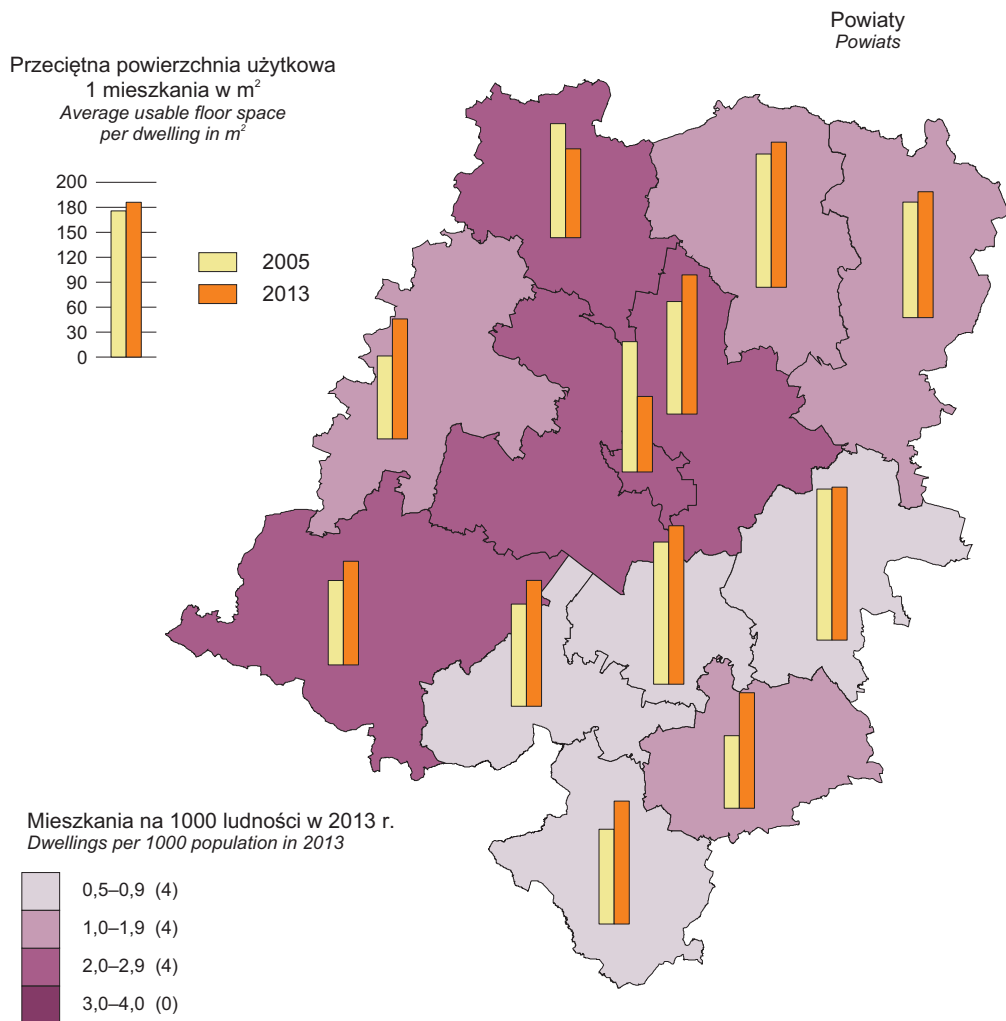 Powiaty
Powiats
Przeciętna powierzchnia użytkowa
1 mieszkania w m²
Average usable floor space
per dwelling in m²
200
180
150
120
90
60
30
0
2005
2013
Mieszkania na 1000 ludności w 2013 r.
Dwellings per 1000 population in 2013
0,5–0,9 (4)
1,0–1,9 (4)
2,0–2,9 (4)
3,0–4,0 (0)